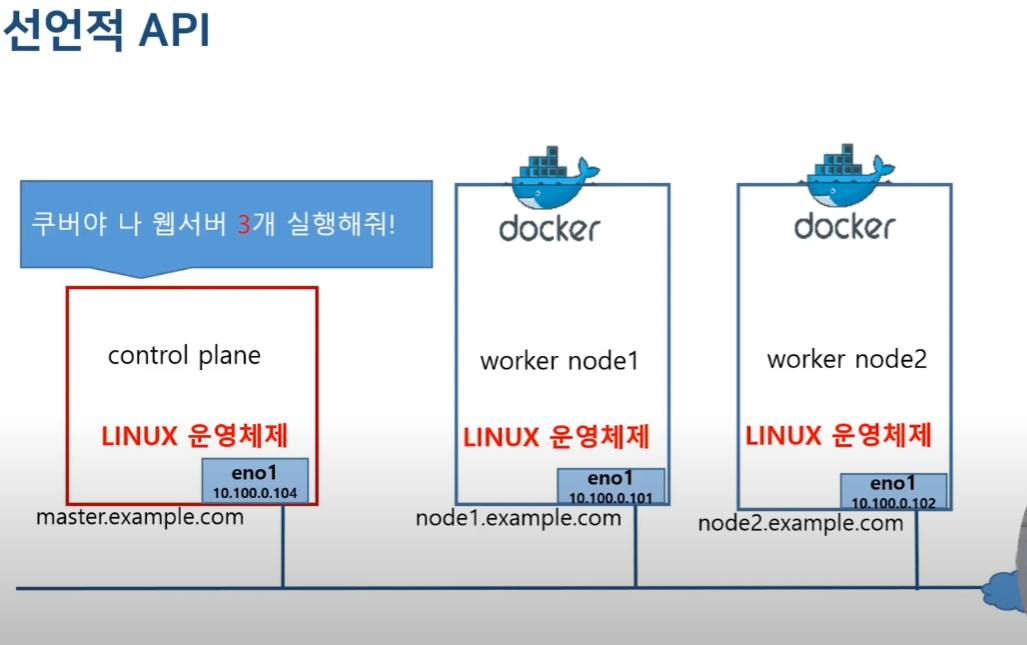 선언적 API
쿠버야 나 웹서버 3개 실행해줘!
control plane
LINUX 운영체제
eno1
10.100.0.104
master.example.com
docker
worker node1
LINUX 운영체제
eno1
10.100.0.101
node1.example.com
docker
worker node2
LINUX 운영체제
eno1
10.100.0.102
node2.example.com